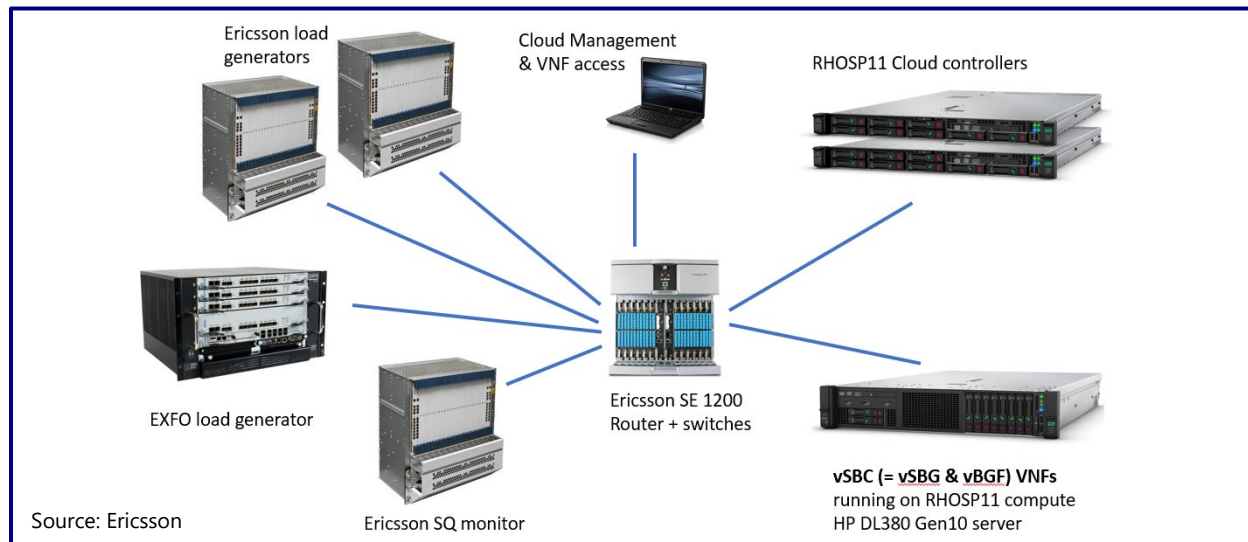 Ericsson load
generators
Cloud Management
& VNF access
RHOSP11 Cloud controllers
EXFO load generator
Ericsson SE 1200
Router + switches
Ericsson SQ monitor
vSBC (= vSBG & vBGF) VNFs
running on RHOSP11 compute
HP DL380 Gen10 server
Source: Ericsson